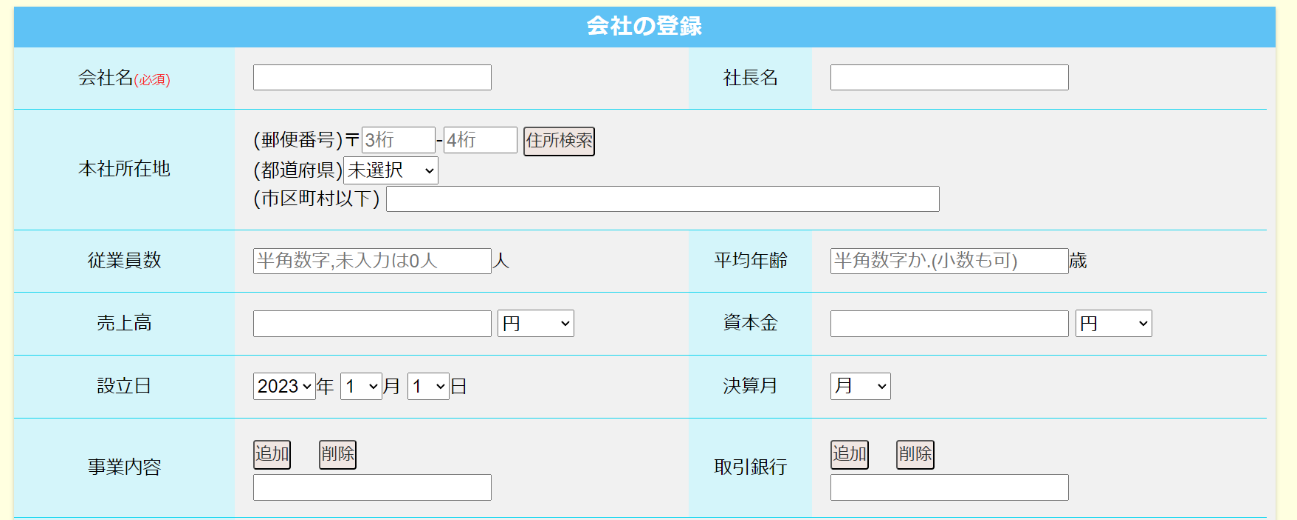 会社の登録
会社名(必須) 社長名
本社所在地
(郵便番号)〒3桁-4桁 住所検索
(都道府県)未選択
(市区町村以下)
従業員数 半角数字,未入力は0人 人 平均年齢 半角数字か.(小数も可) 歳
売上高 円 資本金 円
設立日 2023年 1月 1日 決算月 月
事業内容 追加 削除 取引銀行 追加 削除